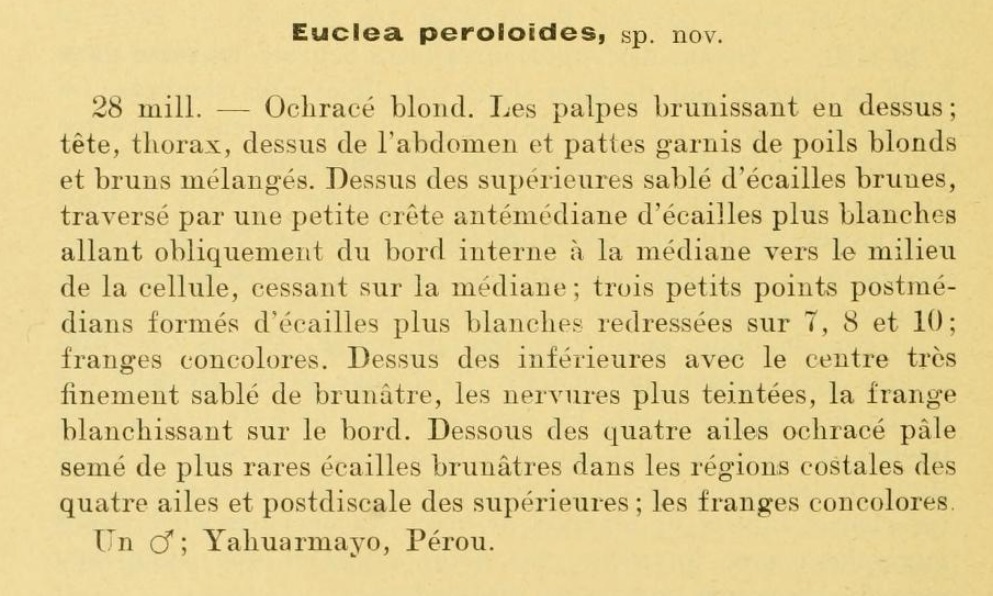 Euclea peroloides, sp. nov.
28 mill. — Ochracé blond. Les palpes brunissant en dessus;
tête, thorax, dessus de l'abdomen et pattes garnis de poils blonds
et bruns mélangés. Dessus des supérieures sablé d'écailles brunes,
traversé par une petite crête antémédiane d'écailles plus blanches
allant obliquement du bord interne à la médiane vers le milieu
de la cellule, cessant sur la médiane; trois petits points postmé-
dians formés d'écailles plus blanches redressées sur 7, 8 et 10;
franges concolores. Dessus des inférieures avec le centre très
finement sablé de brunâtre, les nervures plus teintées, la frange
blanchissant sur le bord. Dessous des quatre ailes ochracé pâle
semé de plus rares écailles brunâtres dans les régions costales des
quatre ailes et postdiscale des supérieures; les franges concolores.
Un ♂; Yahuarmayo, Pérou.